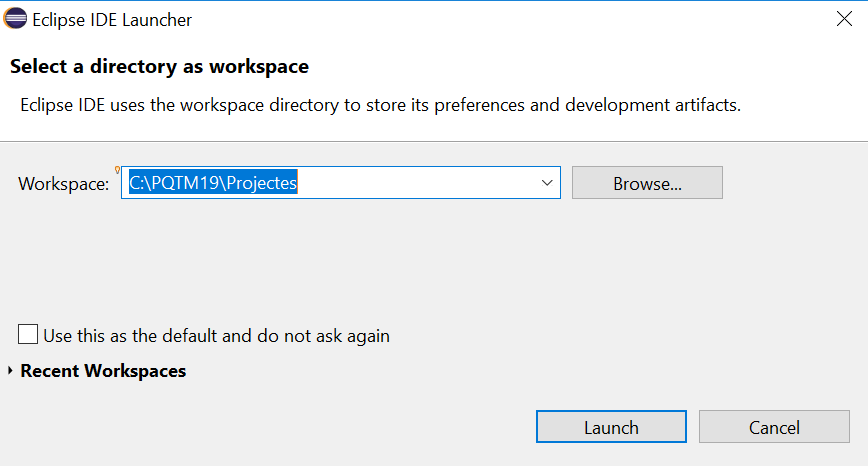 Eclipse IDE Launcher
Select a directory as workspace
Eclipse IDE uses the workspace directory to store its preferences and development artifacts.
Workspace: C:\PQTM19\Projectes Browse...
Use this as the default and do not ask again
Recent Workspaces
Launch Cancel